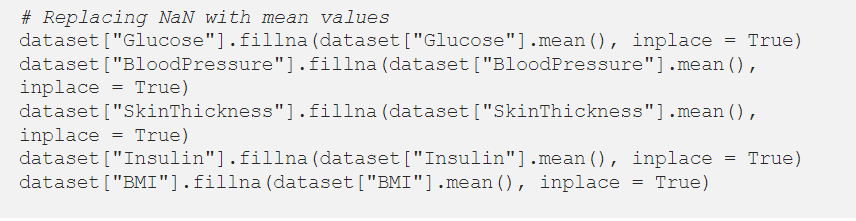 # Replacing NaN with mean values
dataset["Glucose"].fillna(dataset["Glucose"].mean(), inplace = True)
dataset["BloodPressure"].fillna(dataset["BloodPressure"].mean(),
inplace = True)
dataset["SkinThickness"].fillna(dataset["SkinThickness"].mean(),
inplace = True)
dataset["Insulin"].fillna(dataset["Insulin"].mean(), inplace = True)
dataset["BMI"].fillna(dataset["BMI"].mean(), inplace = True)